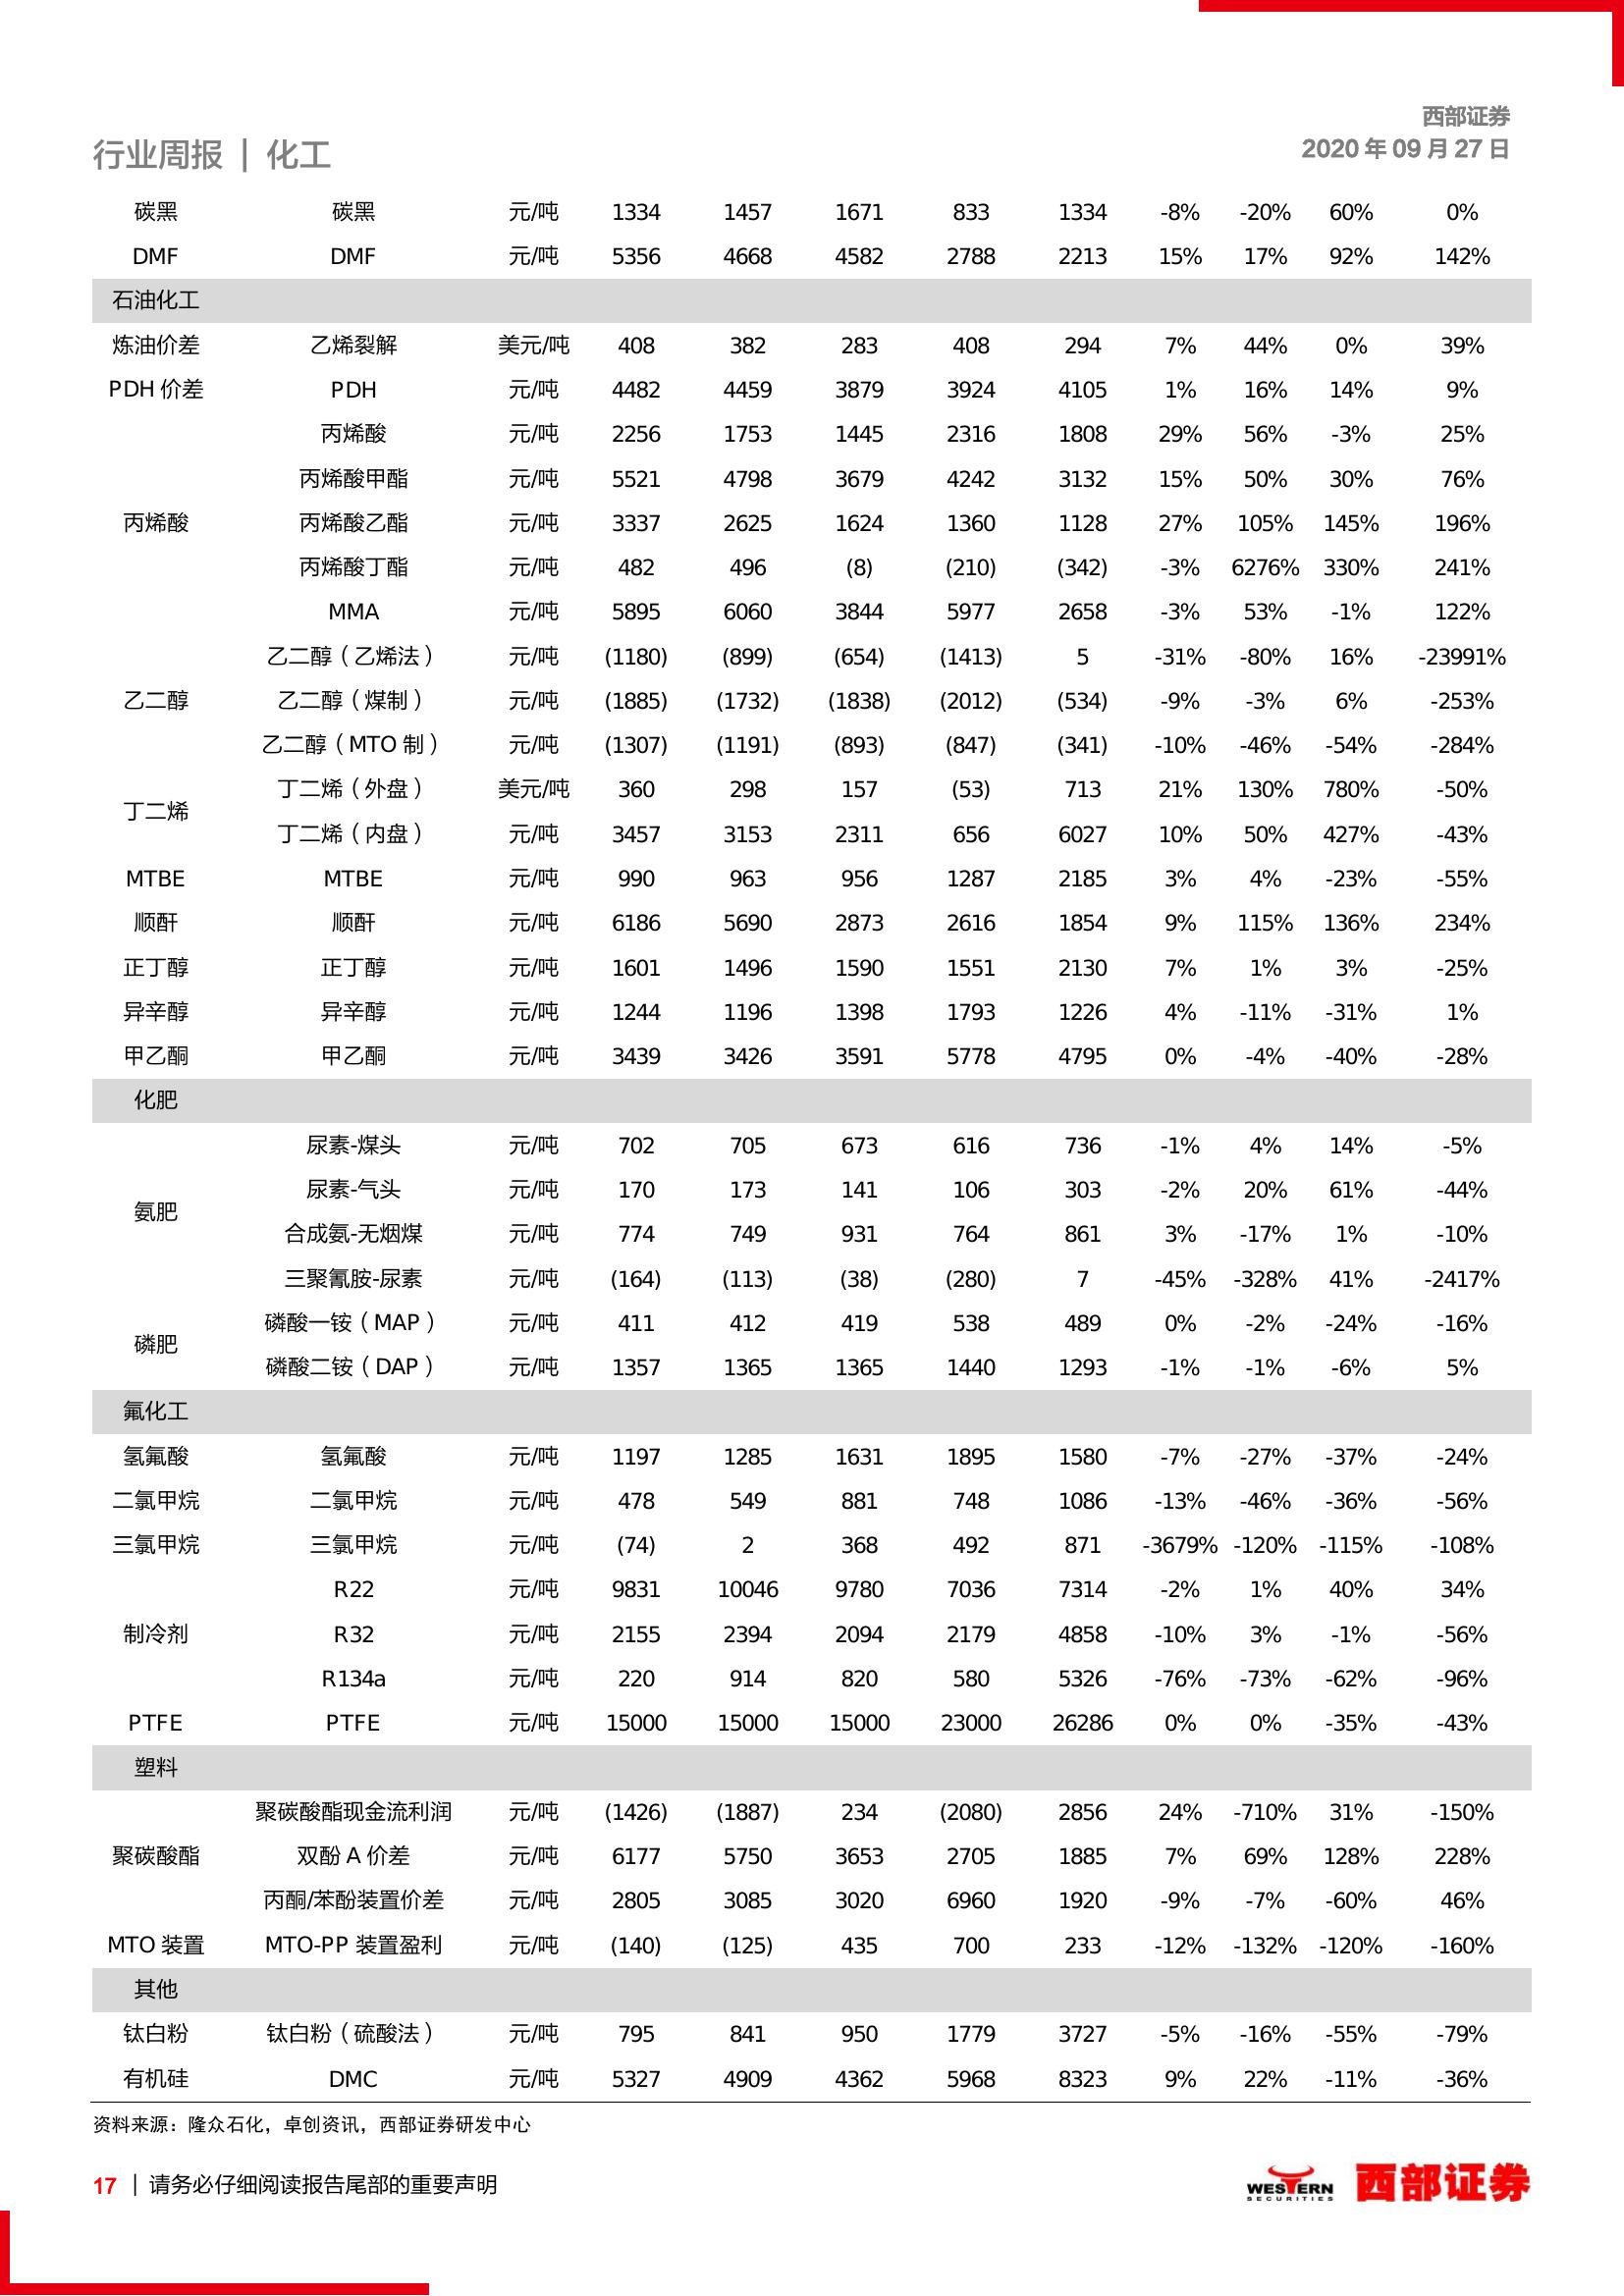 西部证券
行业周报 | 化工
2020 年 09 月 27 日
碳黑 碳黑 元/吨 1334 1457 1671 833 1334 -8% -20% 60% 0%
DMF DMF 元/吨 5356 4668 4582 2788 2213 15% 17% 92% 142%
石油化工
炼油价差 乙烯裂解 美元/吨 408 382 283 408 294 7% 44% 0% 39%
PDH 价差 PDH 元/吨 4482 4459 3879 3924 4105 1% 16% 14% 9%
丙烯酸 元/吨 2256 1753 1445 2316 1808 29% 56% -3% 25%
丙烯酸甲酯 元/吨 5521 4798 3679 4242 3132 15% 50% 30% 76%
丙烯酸 丙烯酸乙酯 元/吨 3337 2625 1624 1360 1128 27% 105% 145% 196%
丙烯酸丁酯 元/吨 482 496 (8) (210) (342) -3% 6276% 330% 241%
MMA 元/吨 5895 6060 3844 5977 2658 -3% 53% -1% 122%
乙二醇（乙烯法） 元/吨 (1180) (899) (654) (1413) 5 -31% -80% 16% -23991%
乙二醇 乙二醇（煤制） 元/吨 (1885) (1732) (1838) (2012) (534) -9% -3% 6% -253%
乙二醇（MTO 制） 元/吨 (1307) (1191) (893) (847) (341) -10% -46% -54% -284%
丁二烯（外盘） 美元/吨 360 298 157 (53) 713 21% 130% 780% -50%
丁二烯
丁二烯（内盘） 元/吨 3457 3153 2311 656 6027 10% 50% 427% -43%
MTBE MTBE 元/吨 990 963 956 1287 2185 3% 4% -23% -55%
顺酐 顺酐 元/吨 6186 5690 2873 2616 1854 9% 115% 136% 234%
正丁醇 正丁醇 元/吨 1601 1496 1590 1551 2130 7% 1% 3% -25%
异辛醇 异辛醇 元/吨 1244 1196 1398 1793 1226 4% -11% -31% 1%
甲乙酮 甲乙酮 元/吨 3439 3426 3591 5778 4795 0% -4% -40% -28%
化肥
尿素-煤头 元/吨 702 705 673 616 736 -1% 4% 14% -5%
尿素-气头 元/吨 170 173 141 106 303 -2% 20% 61% -44%
氨肥
合成氨-无烟煤 元/吨 774 749 931 764 861 3% -17% 1% -10%
三聚氰胺-尿素 元/吨 (164) (113) (38) (280) 7 -45% -328% 41% -2417%
磷酸一铵（MAP） 元/吨 411 412 419 538 489 0% -2% -24% -16%
磷肥
磷酸二铵（DAP） 元/吨 1357 1365 1365 1440 1293 -1% -1% -6% 5%
氟化工
氢氟酸 氢氟酸 元/吨 1197 1285 1631 1895 1580 -7% -27% -37% -24%
二氯甲烷 二氯甲烷 元/吨 478 549 881 748 1086 -13% -46% -36% -56%
三氯甲烷 三氯甲烷 元/吨 (74) 2 368 492 871 -3679% -120% -115% -108%
R22 元/吨 9831 10046 9780 7036 7314 -2% 1% 40% 34%
制冷剂 R32 元/吨 2155 2394 2094 2179 4858 -10% 3% -1% -56%
R134a 元/吨 220 914 820 580 5326 -76% -73% -62% -96%
PTFE PTFE 元/吨 15000 15000 15000 23000 26286 0% 0% -35% -43%
塑料
聚碳酸酯现金流利润 元/吨 (1426) (1887) 234 (2080) 2856 24% -710% 31% -150%
聚碳酸酯 双酚 A 价差 元/吨 6177 5750 3653 2705 1885 7% 69% 128% 228%
丙酮/苯酚装置价差 元/吨 2805 3085 3020 6960 1920 -9% -7% -60% 46%
MTO 装置 MTO-PP 装置盈利 元/吨 (140) (125) 435 700 233 -12% -132% -120% -160%
其他
钛白粉 钛白粉（硫酸法） 元/吨 795 841 950 1779 3727 -5% -16% -55% -79%
有机硅 DMC 元/吨 5327 4909 4362 5968 8323 9% 22% -11% -36%
资料来源：隆众石化，卓创资讯，西部证券研发中心
17 | 请务必仔细阅读报告尾部的重要声明
WESTERN
SECURITIES
西部证券